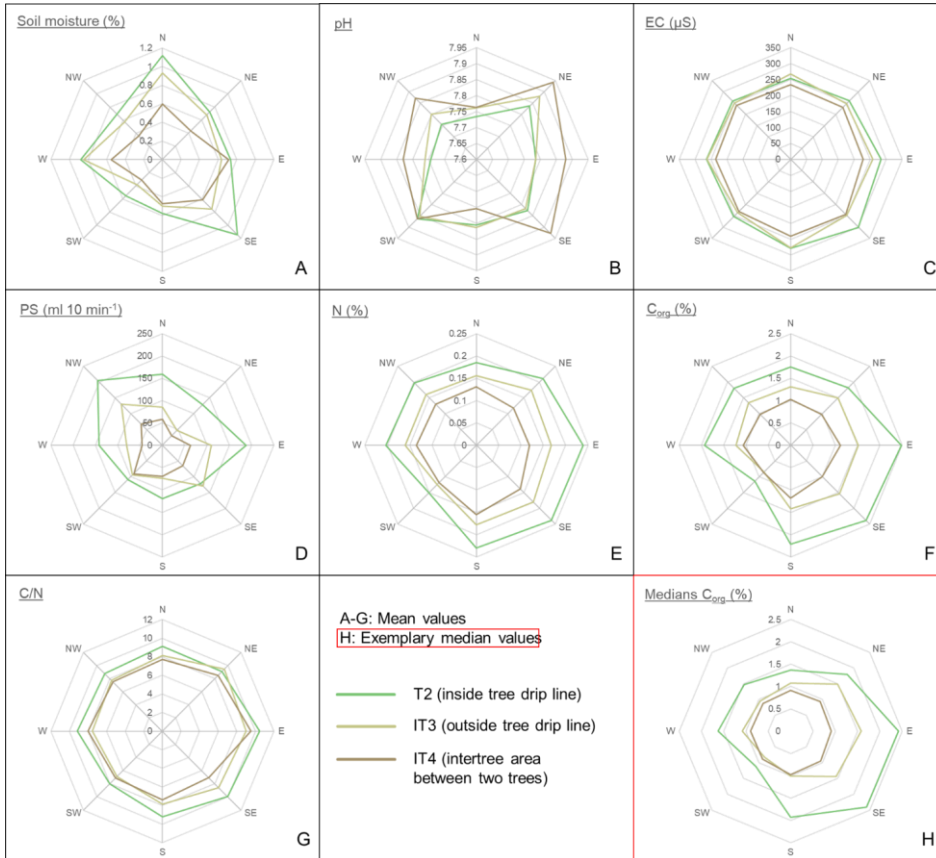 Soil moisture (%)
N
1.2
1
0.8
0.6
0.4
0.2
0
NE
E
SE
S
SW
W
NW
A
pH
N
7.95
7.9
7.85
7.8
7.75
7.7
7.65
7.6
NE
E
SE
S
SW
W
NW
B
EC (µS)
N
350
300
250
200
150
100
50
0
NE
E
SE
S
SW
W
NW
C
PS (ml 10 min⁻¹)
N
250
200
150
100
50
0
NE
E
SE
S
SW
W
NW
D
N (%)
N
0.25
0.2
0.15
0.1
0.05
0
NE
E
SE
S
SW
W
NW
E
C_org (%)
N
2.5
2
1.5
1
0.5
0
NE
E
SE
S
SW
W
NW
F
C/N
N
12
10
8
6
4
2
0
NE
E
SE
S
SW
W
NW
G
A-G: Mean values
H: Exemplary median values
T2 (inside tree drip line)
IT3 (outside tree drip line)
IT4 (intertree area
between two trees)
Medians C_org (%)
N
2.5
2
1.5
1
0.5
0
NE
E
SE
S
SW
W
NW
H